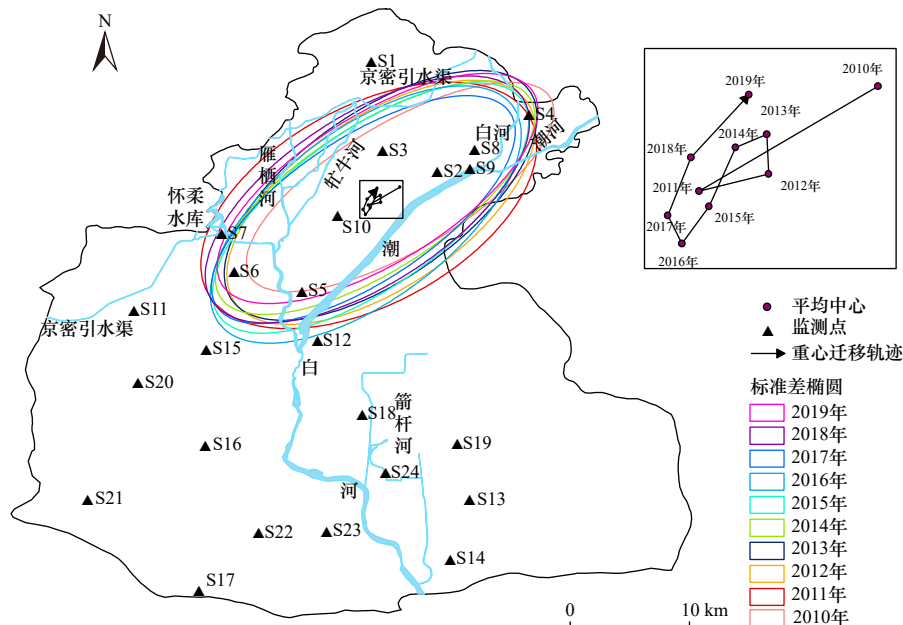 N
S1
京密引水渠
S4
潮河
白河
S8
S3
牤牛河
雁栖河
S2
S9
怀柔
水库
S10
S7
潮
S6
S5
S11
京密引水渠
S12
S15
白
S20
箭杆河
S18
S16
S19
S24
河
S21
S13
S22
S23
S14
S17
0 10 km
2019年
2010年
2013年
2014年
2018年
2011年
2012年
2017年
2015年
2016年
平均中心
监测点
重心迁移轨迹
标准差椭圆
2019年
2018年
2017年
2016年
2015年
2014年
2013年
2012年
2011年
2010年